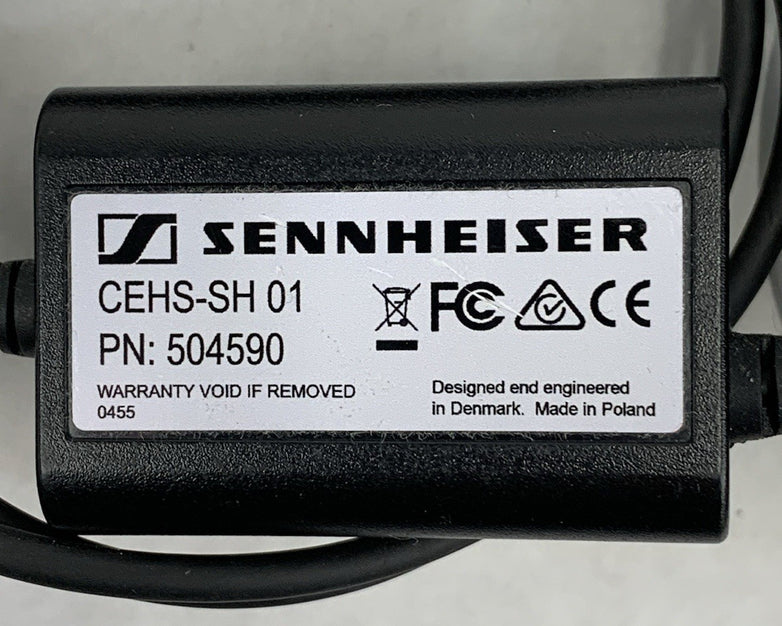 SENNHEISER
CEHS-SH 01
PN: 504590
FC CE
WARRANTY VOID IF REMOVED
0455
Designed end engineered
in Denmark. Made in Poland